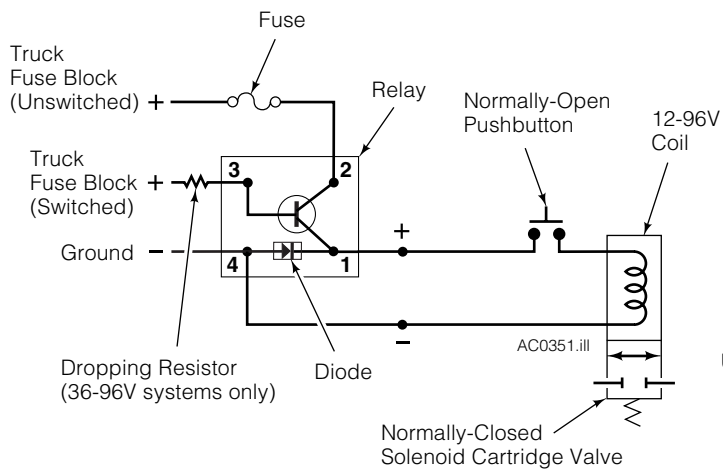 Fuse
Truck
Fuse Block
(Unswitched) +
Relay
Normally-Open
Pushbutton
12-96V
Coil
Truck
Fuse Block
(Switched)
+
3
2
Ground –
4
1
+
–
AC0351.ill
Dropping Resistor
(36-96V systems only)
Diode
Normally-Closed
Solenoid Cartridge Valve